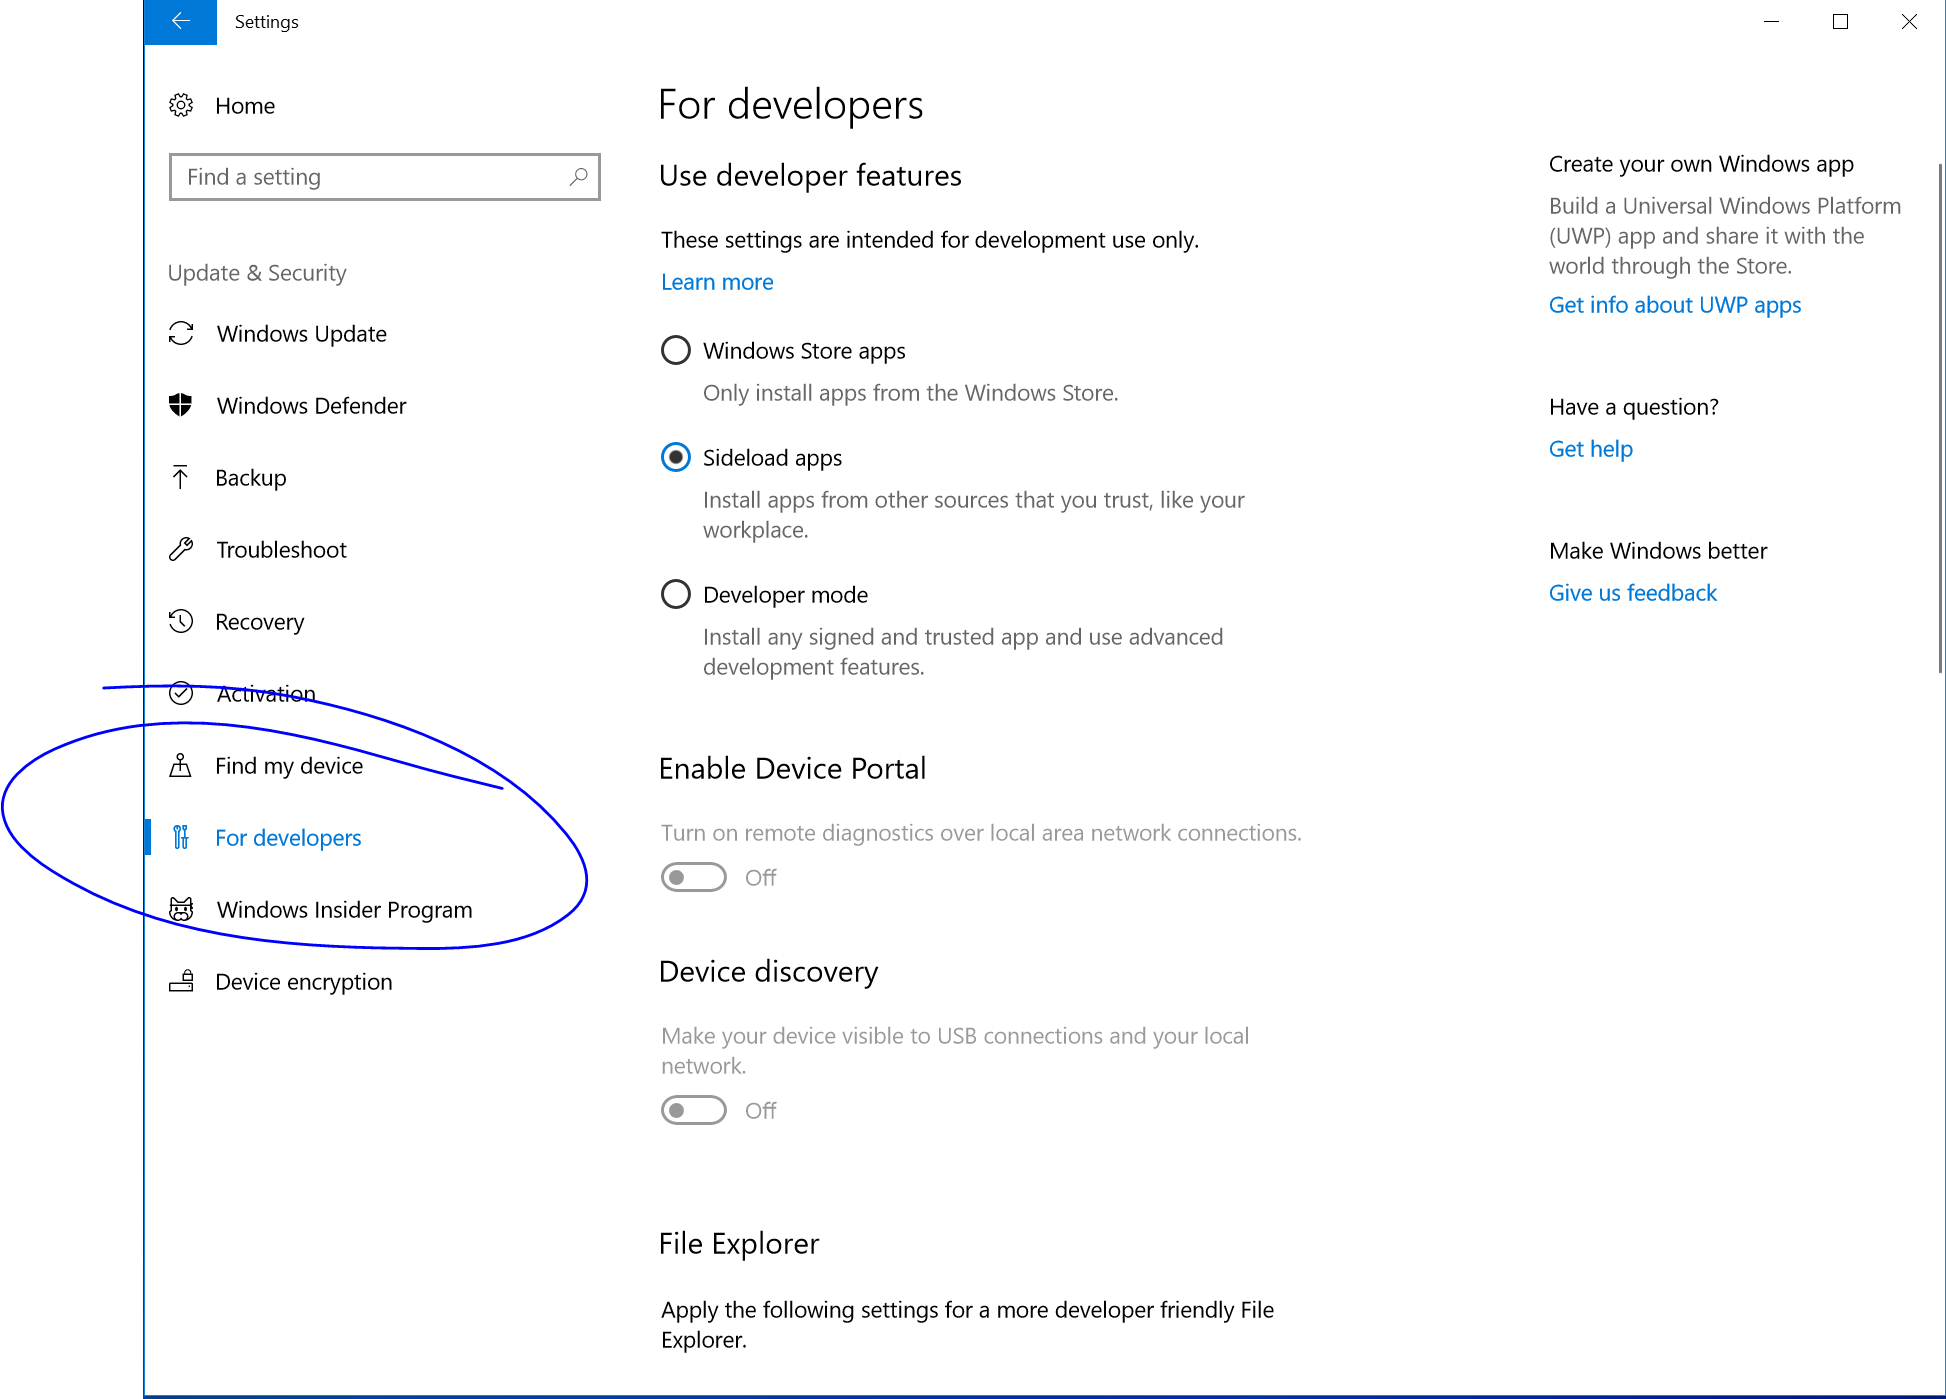 Settings
Home
Find a setting
Update & Security
Windows Update
Windows Defender
Backup
Troubleshoot
Recovery
Activation
Find my device
For developers
Windows Insider Program
Device encryption
For developers
Use developer features
These settings are intended for development use only.
Learn more
Windows Store apps
Only install apps from the Windows Store.
Sideload apps
Install apps from other sources that you trust, like your
workplace.
Developer mode
Install any signed and trusted app and use advanced
development features.
Enable Device Portal
Turn on remote diagnostics over local area network connections.
Off
Device discovery
Make your device visible to USB connections and your local
network.
Off
File Explorer
Apply the following settings for a more developer friendly File
Explorer.
Create your own Windows app
Build a Universal Windows Platform
(UWP) app and share it with the
world through the Store.
Get info about UWP apps
Have a question?
Get help
Make Windows better
Give us feedback